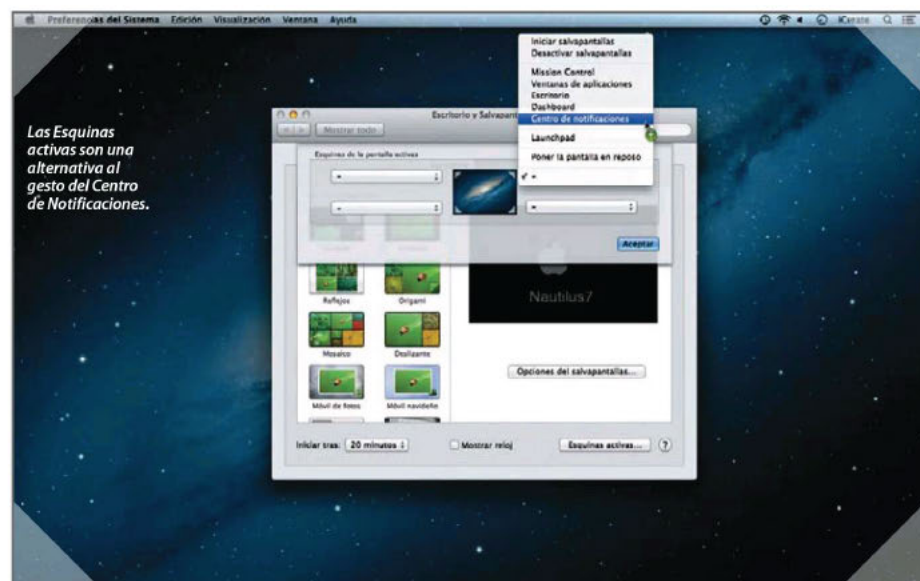 Preferencias del Sistema Edición Visualización Ventana Ayuda iCreate
Iniciar salvapantallas
Desactivar salvapantallas
Mission Control
Ventanas de aplicaciones
Escritorio
Dashboard
Centro de notificaciones
Launchpad
Poner la pantalla en reposo
Las Esquinas
activas son una
alternativa al
gesto del Centro
de Notificaciones.
Escritorio y Salvapant
Mostrar todo
Esquinas de la pantalla activas
Aceptar
Reflejos Origami
Nautilus7
Mosaico Deslizante
Opciones del salvapantallas...
Móvil de fotos Móvil navideño
Iniciar tras: 20 minutos Mostrar reloj Esquinas activas... ?